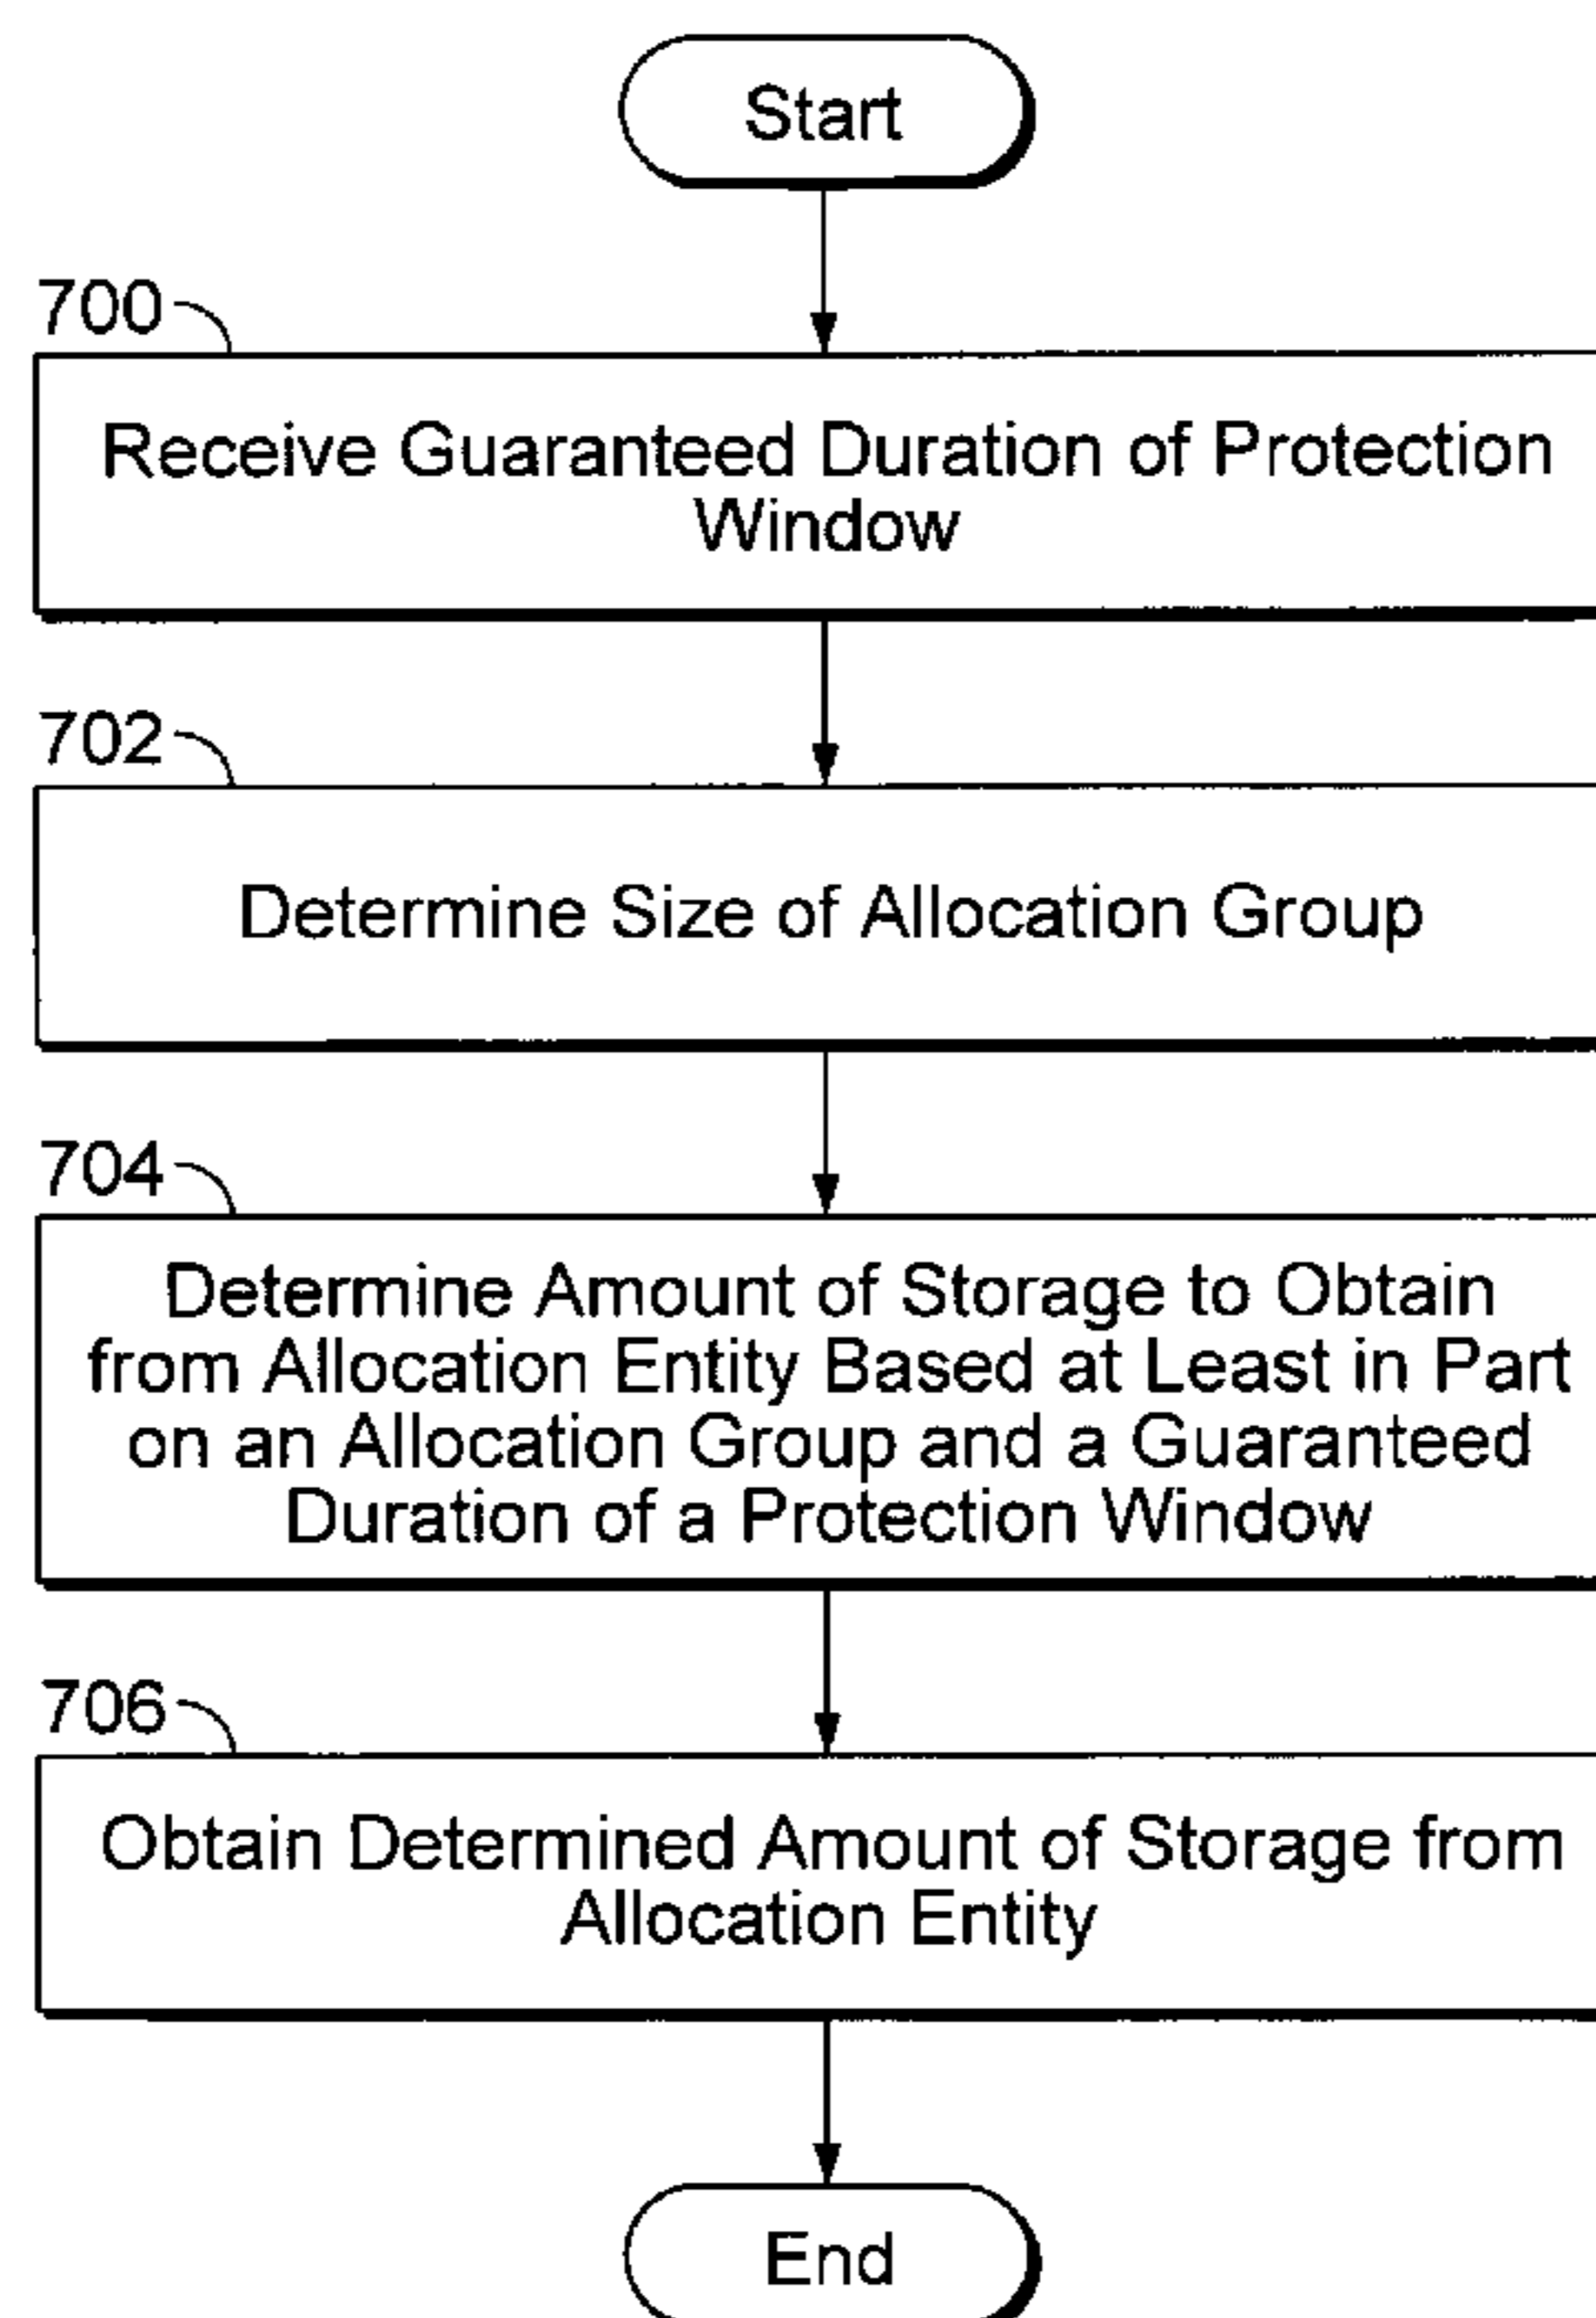 Start
700
Receive Guaranteed Duration of Protection
Window
702
Determine Size of Allocation Group
704
Determine Amount of Storage to Obtain
from Allocation Entity Based at Least in Part
on an Allocation Group and a Guaranteed
Duration of a Protection Window
706
Obtain Determined Amount of Storage from
Allocation Entity
End